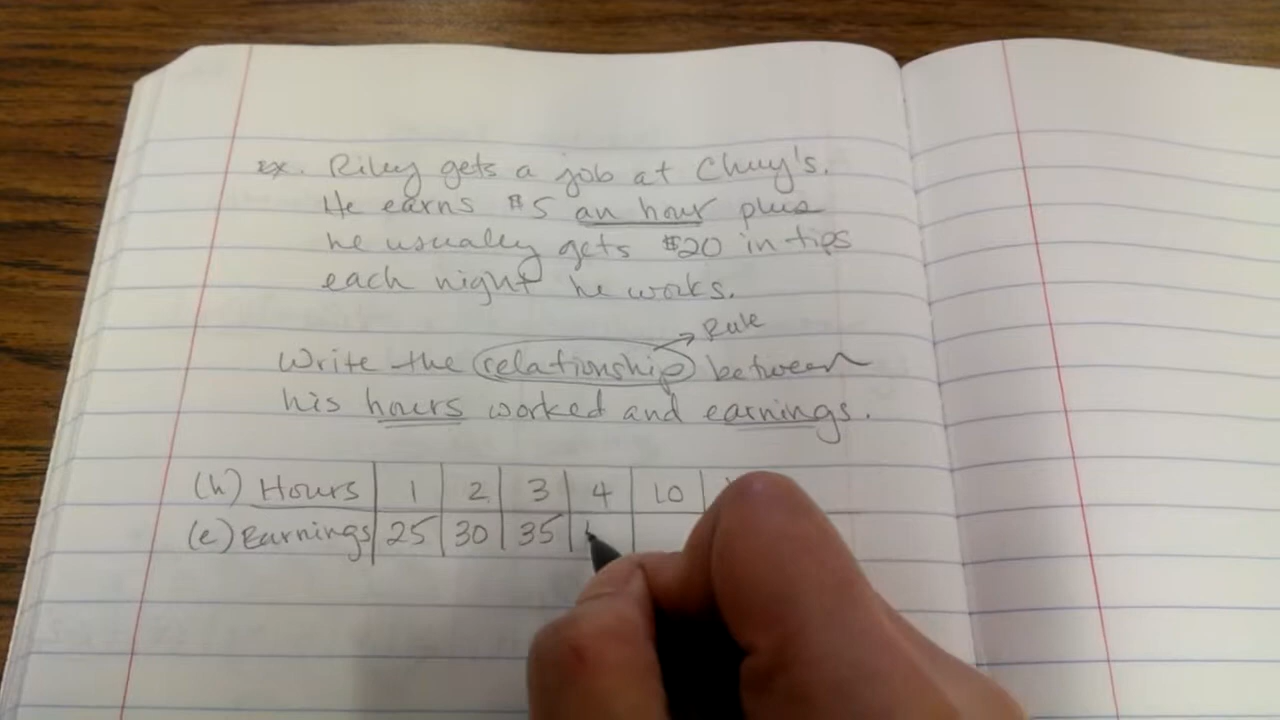 ex. Riley gets a job at Chuy's.
He earns $5 an hour plus
he usually gets $20 in tips
each night he works.
Rule
Write the relationship between
his hours worked and earnings.
(h) Hours 1 2 3 4 10
(e) Earnings 25 30 35